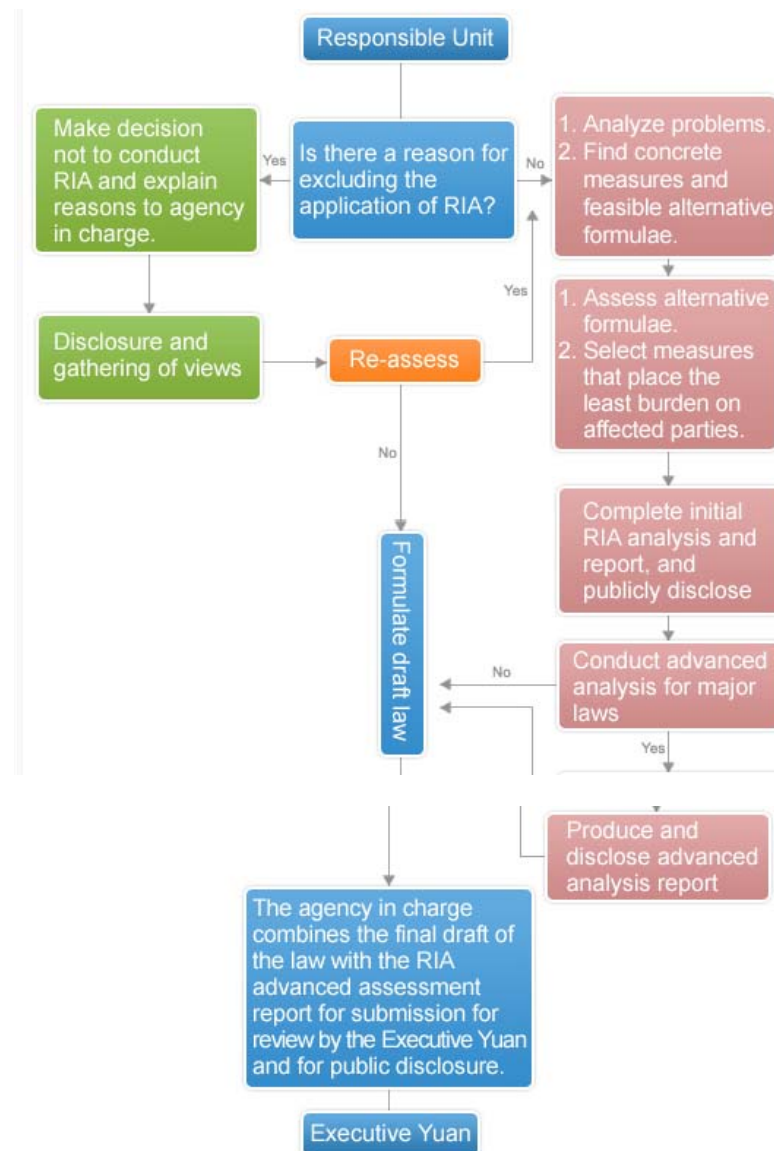 Responsible Unit
Make decision
not to conduct
RIA and explain
reasons to agency
in charge.
Yes
Is there a reason for
excluding the
application of RIA?
No
1. Analyze problems.
2. Find concrete
measures and
feasible alternative
formulae.
Yes
Disclosure and
gathering of views
Re-assess
1. Assess alternative
formulae.
2. Select measures
that place the
least burden on
affected parties.
No
Complete initial
RIA analysis and
report, and
publicly disclose
Formulate draft law
No
Conduct advanced
analysis for major
laws
Yes
Produce and
disclose advanced
analysis report
The agency in charge
combines the final draft of
the law with the RIA
advanced assessment
report for submission for
review by the Executive Yuan
and for public disclosure.
Executive Yuan